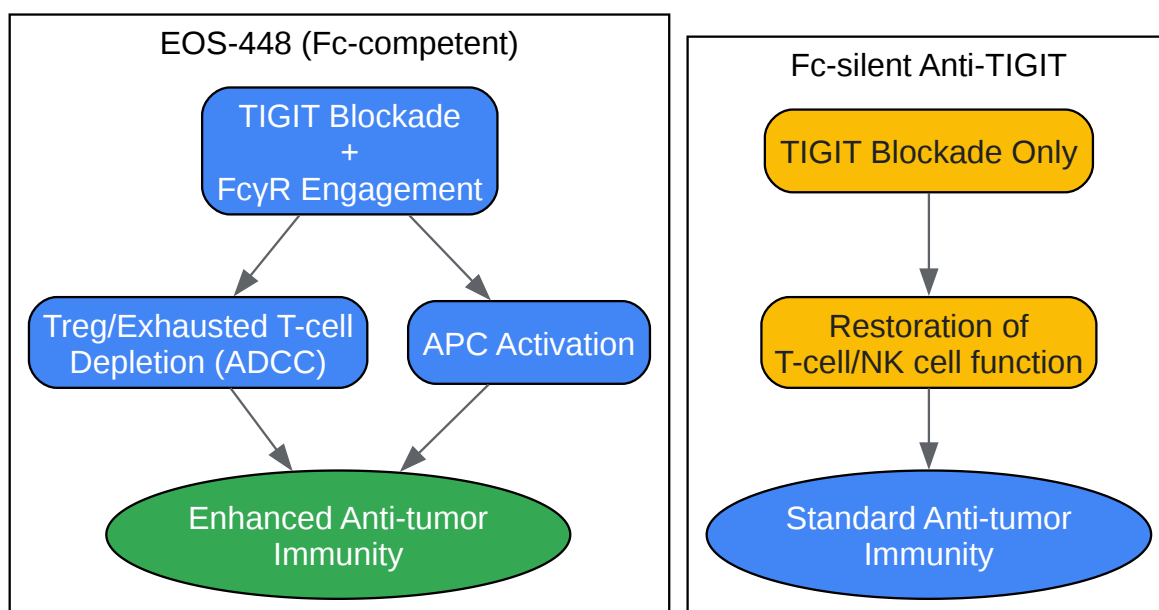 EOS-448 (Fc-competent)
TIGIT Blockade
+
FcγR Engagement
Treg/Exhausted T-cell
Depletion (ADCC)
APC Activation
Enhanced Anti-tumor
Immunity
Fc-silent Anti-TIGIT
TIGIT Blockade Only
Restoration of
T-cell/NK cell function
Standard Anti-tumor
Immunity